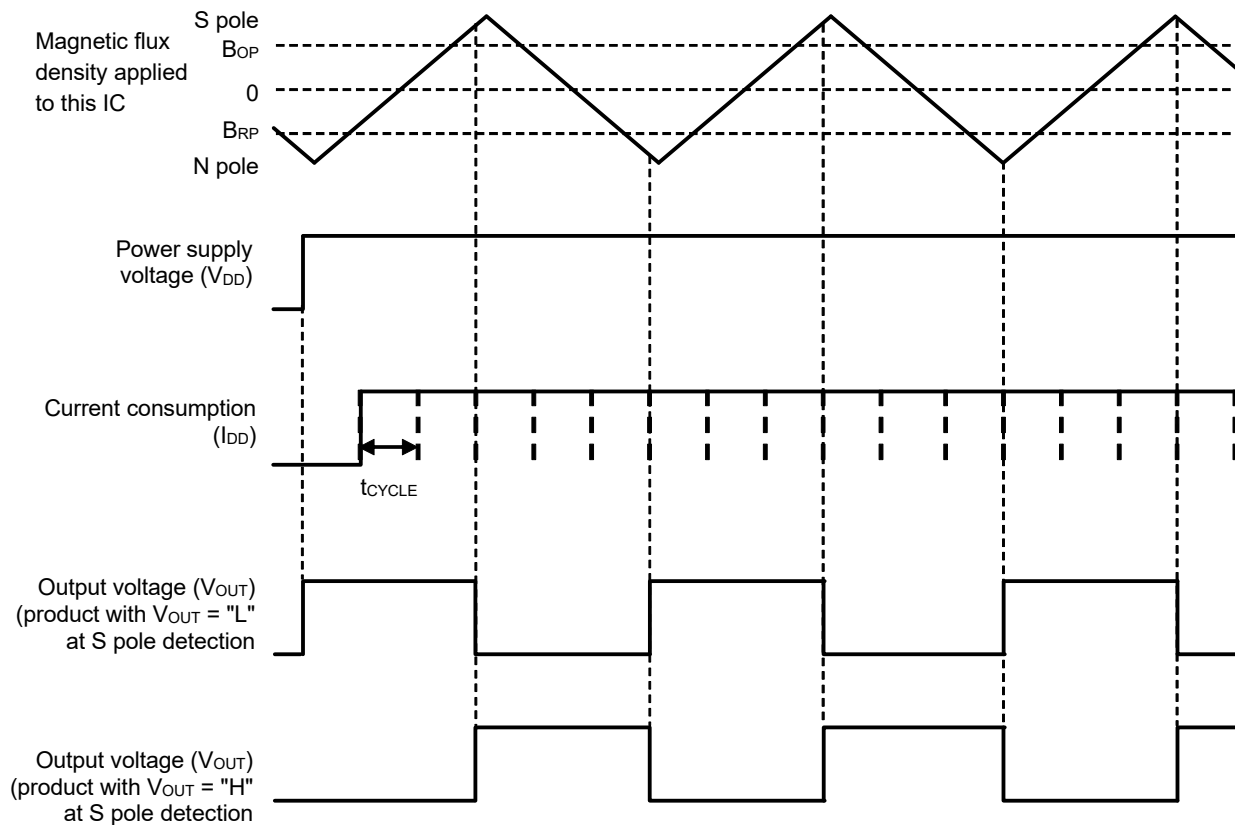 S pole
Magnetic flux
density applied
to this IC
BOP
0
BRP
N pole
Power supply
voltage (VDD)
Current consumption
(IDD)
tCYCLE
Output voltage (VOUT)
(product with VOUT = "L"
at S pole detection
Output voltage (VOUT)
(product with VOUT = "H"
at S pole detection